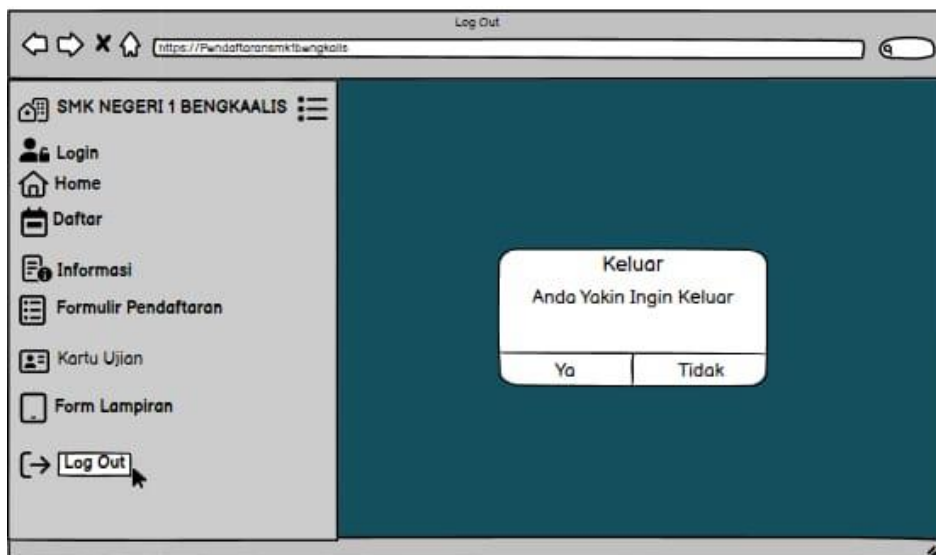 Log Out
https://Pendaftaransmk1bengkalis
SMK NEGERI 1 BENGKAALIS
Login
Home
Daftar
Informasi
Formulir Pendaftaran
Kartu Ujian
Form Lampiran
Log Out
Keluar
Anda Yakin Ingin Keluar
Ya
Tidak